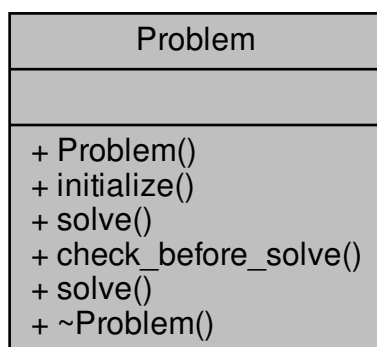 Problem
+ Problem()
+ initialize()
+ solve()
+ check_before_solve()
+ solve()
+ ~Problem()